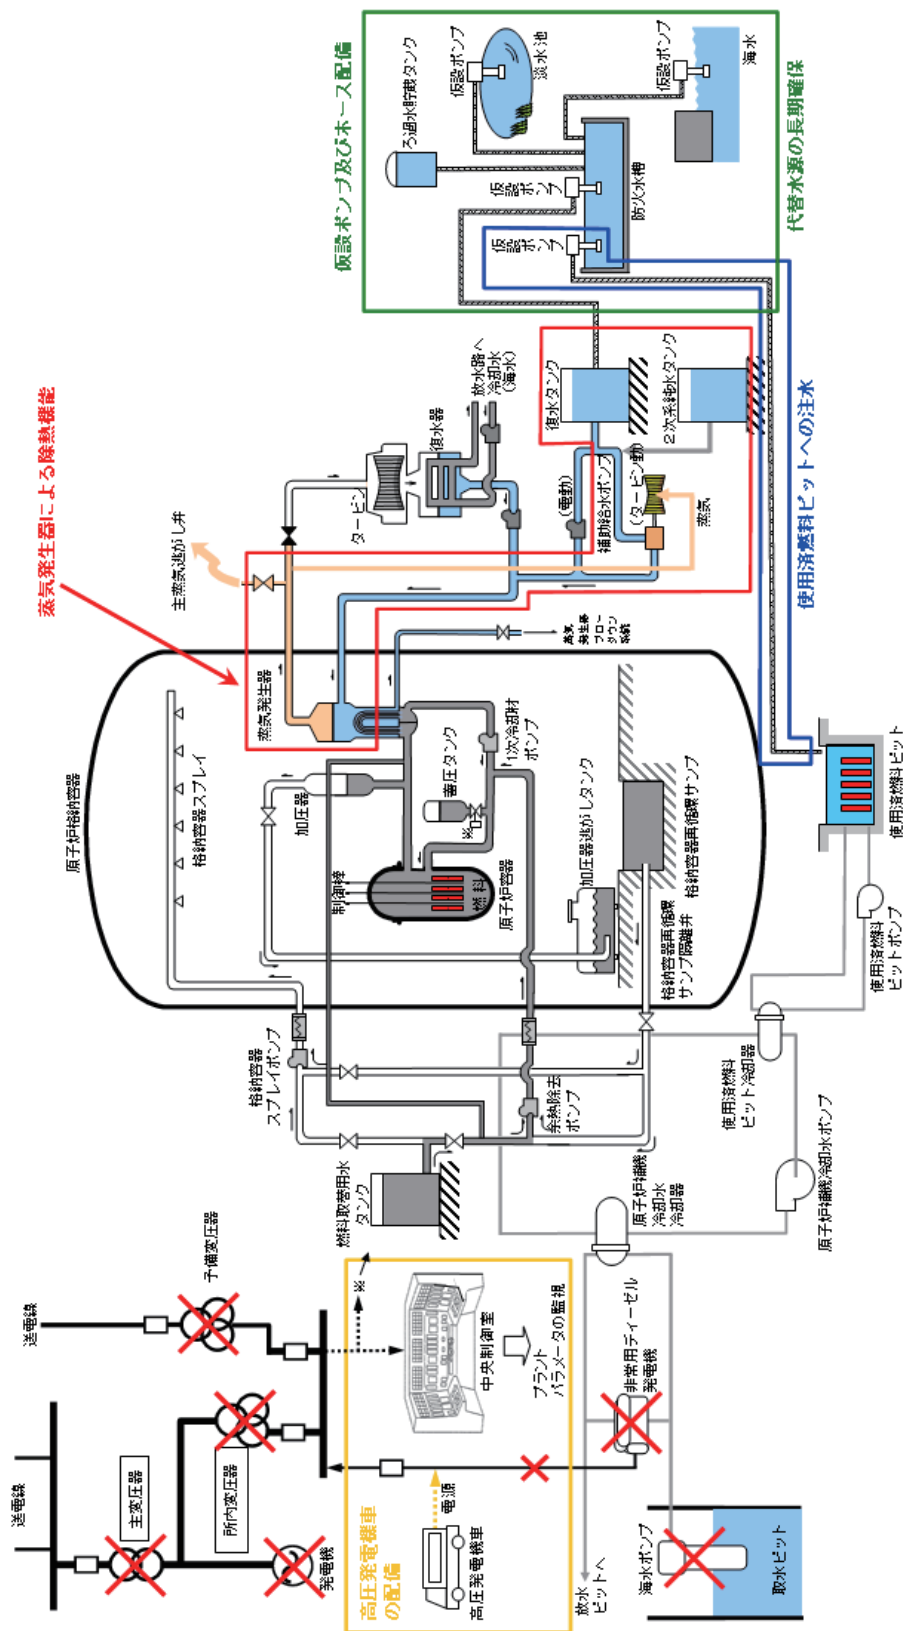 送電線
送電線
主変圧器
所内変圧器
予備変圧器
発電機
高圧発電機車
の配備
高圧発電機車
電源
※
中央制御室
プラント
パラメータの監視
非常用ディーゼル
発電機
放水
ピットへ
海水ポンプ
取水ピット
燃料取替用水
タンク
格納容器
スプレイポンプ
余熱除去
ポンプ
原子炉補機
冷却水
冷却器
原子炉補機冷却水ポンプ
使用済燃料
ピット冷却器
使用済燃料
ピットポンプ
使用済燃料ピット
原子炉格納容器
格納容器スプレイ
加圧器
制御棒
燃料
原子炉容器
蓄圧タンク
※
1次冷却材
ポンプ
加圧器逃がしタンク
格納容器再循環サンプ
格納容器再循環
サンプ隔離弁
蒸気発生器
蒸気発生器による除熱機能
主蒸気逃がし弁
タービン
復水器
放水路へ
冷却水
(海水)
蒸気
発生器
ブロー
ダウン
系統
(電動)
補助給水ポンプ
(タービン動)
蒸気
復水タンク
2次系純水タンク
使用済燃料ピットへの注水
仮設ポンプ及びホース配備
ろ過水貯蔵タンク
仮設ポンプ
淡水池
仮設ポンプ
海水
仮設
ポンプ
仮設
ポンプ
防火水槽
代替水源の長期確保